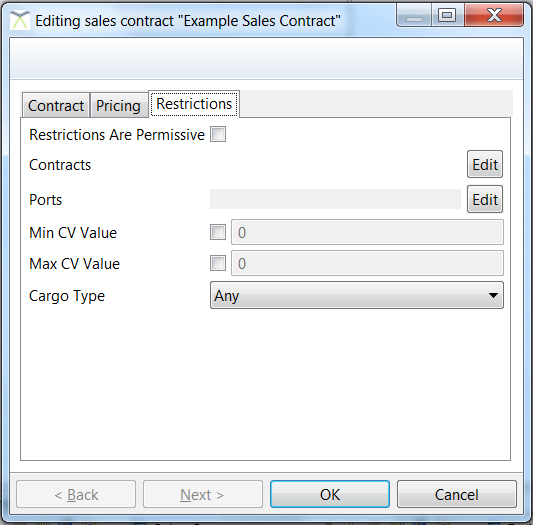 Editing sales contract "Example Sales Contract"
Contract Pricing Restrictions
Restrictions Are Permissive
Contracts Edit
Ports Edit
Min CV Value 0
Max CV Value 0
Cargo Type Any
< Back Next > OK Cancel